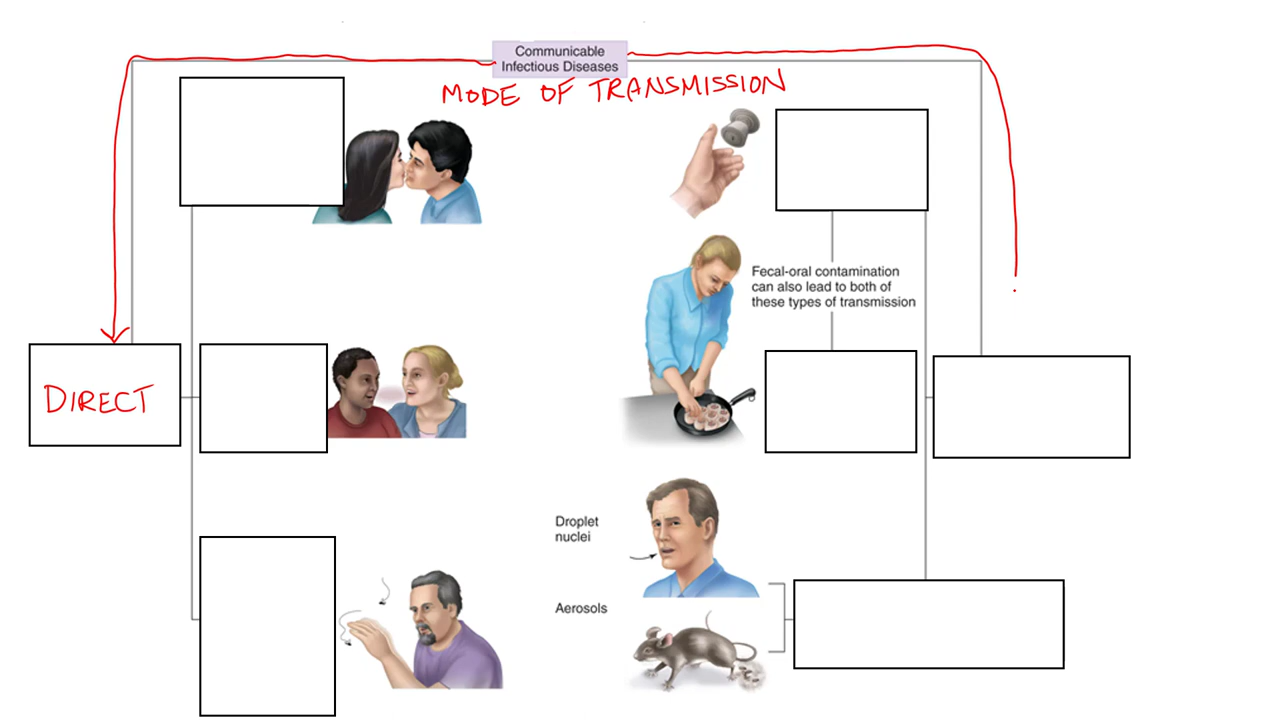 Communicable
Infectious Diseases
MODE OF TRANSMISSION
Fecal-oral contamination
can also lead to both of
these types of transmission
DIRECT
Droplet
nuclei
Aerosols